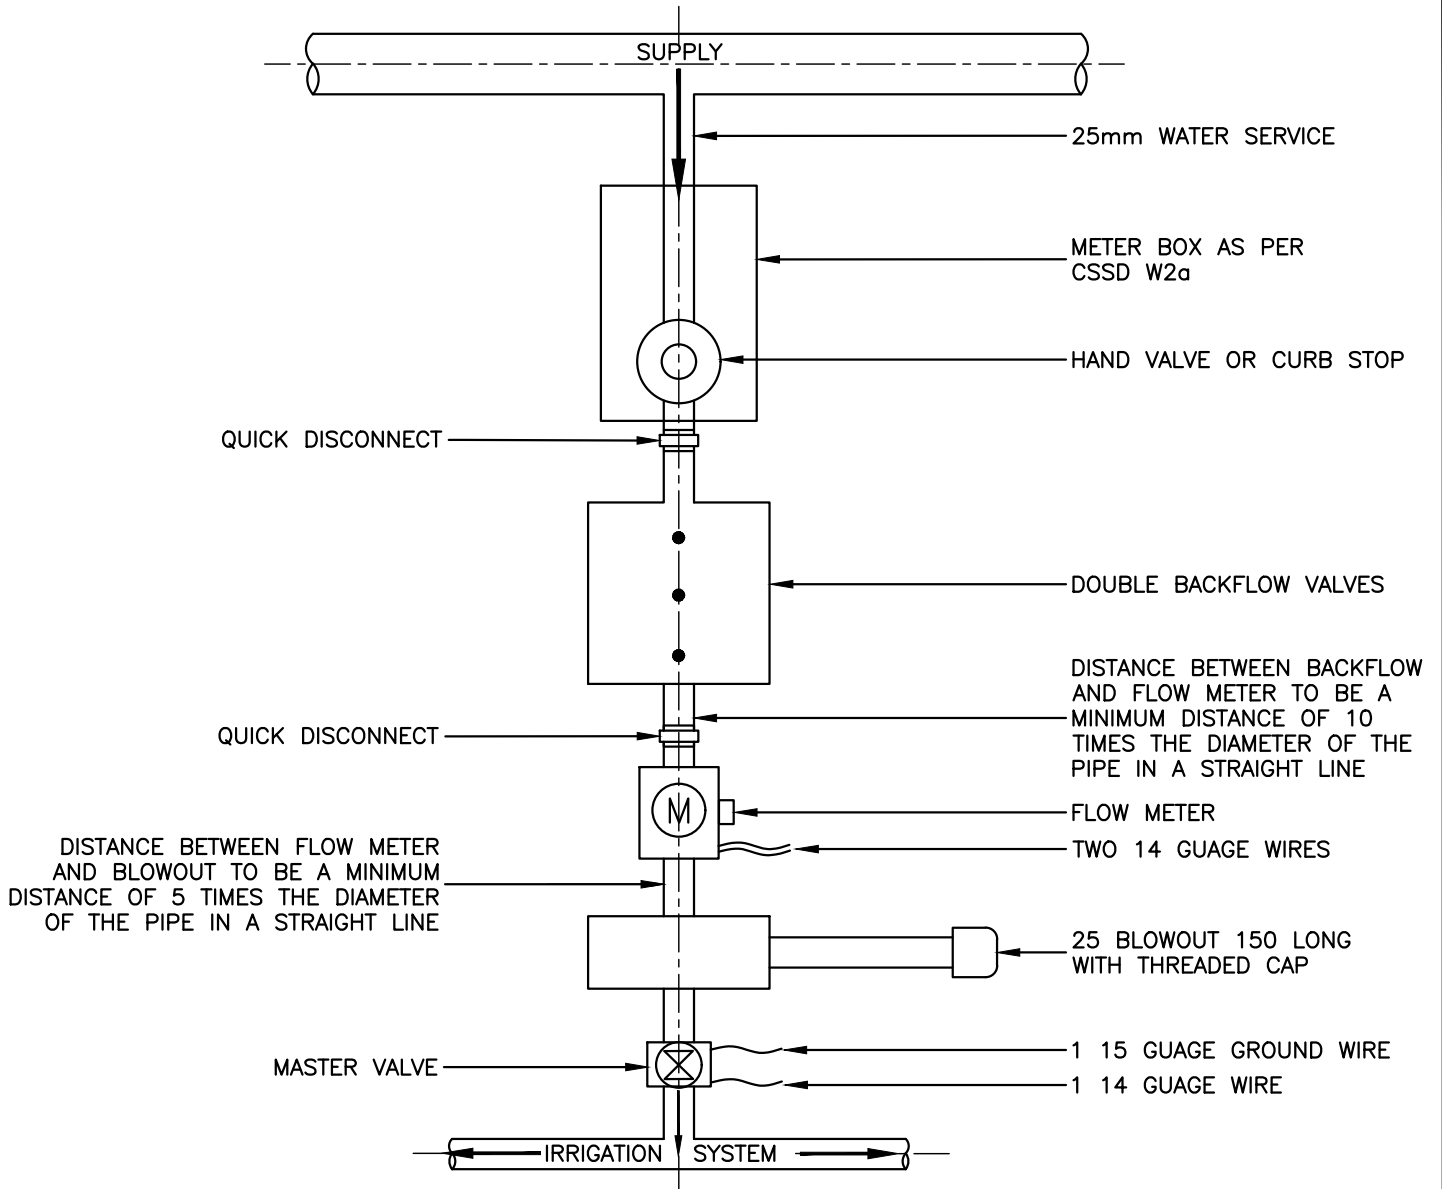 SUPPLY
25mm WATER SERVICE
METER BOX AS PER
CSSD W2a
HAND VALVE OR CURB STOP
QUICK DISCONNECT
DOUBLE BACKFLOW VALVES
DISTANCE BETWEEN BACKFLOW
AND FLOW METER TO BE A
MINIMUM DISTANCE OF 10
TIMES THE DIAMETER OF THE
PIPE IN A STRAIGHT LINE
QUICK DISCONNECT
M
FLOW METER
TWO 14 GUAGE WIRES
DISTANCE BETWEEN FLOW METER
AND BLOWOUT TO BE A MINIMUM
DISTANCE OF 5 TIMES THE DIAMETER
OF THE PIPE IN A STRAIGHT LINE
25 BLOWOUT 150 LONG
WITH THREADED CAP
1 15 GUAGE GROUND WIRE
MASTER VALVE
1 14 GUAGE WIRE
IRRIGATION SYSTEM